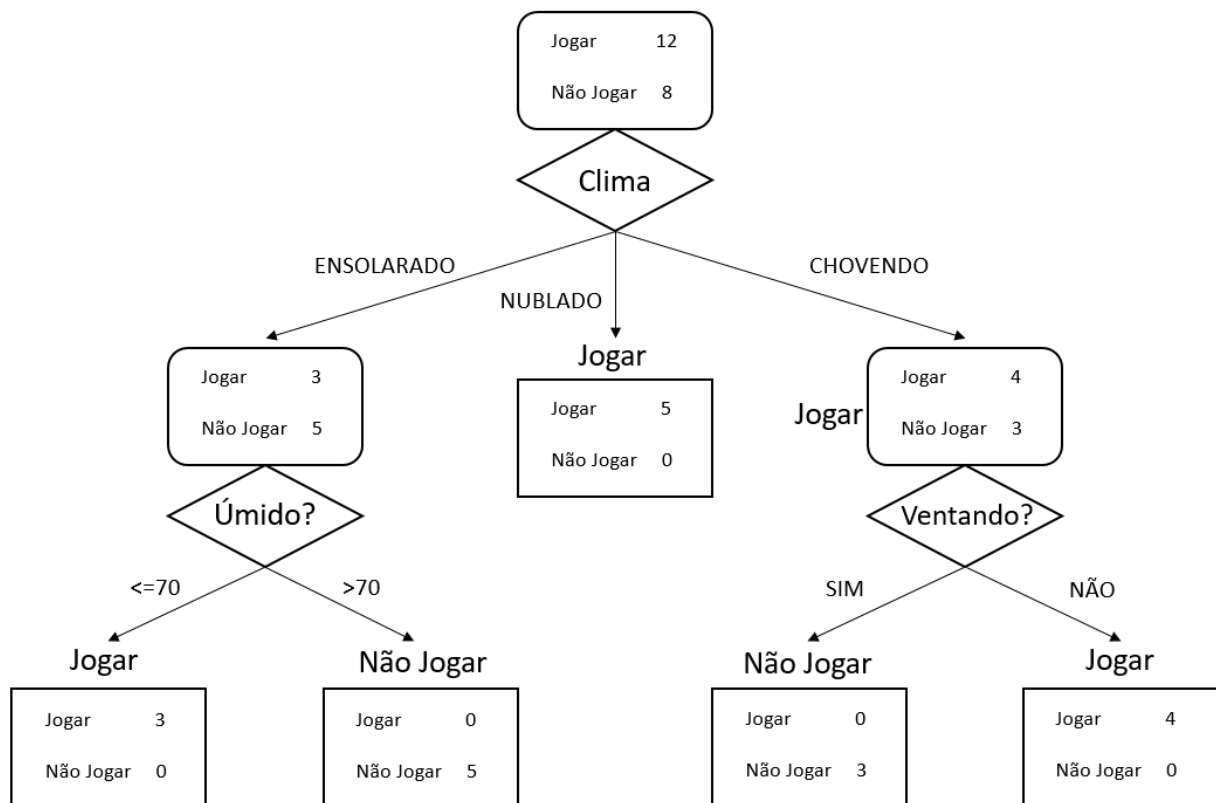 Jogar 12
Não Jogar 8
Clima
ENSOLARADO
NUBLADO
CHOVENDO
Jogar 3
Não Jogar 5
Úmido?
Jogar
Jogar 5
Não Jogar 0
Jogar
Jogar 4
Não Jogar 3
Ventando?
<=70
>70
SIM
NÃO
Jogar
Jogar 3
Não Jogar 0
Não Jogar
Jogar 0
Não Jogar 5
Não Jogar
Jogar 0
Não Jogar 3
Jogar
Jogar 4
Não Jogar 0